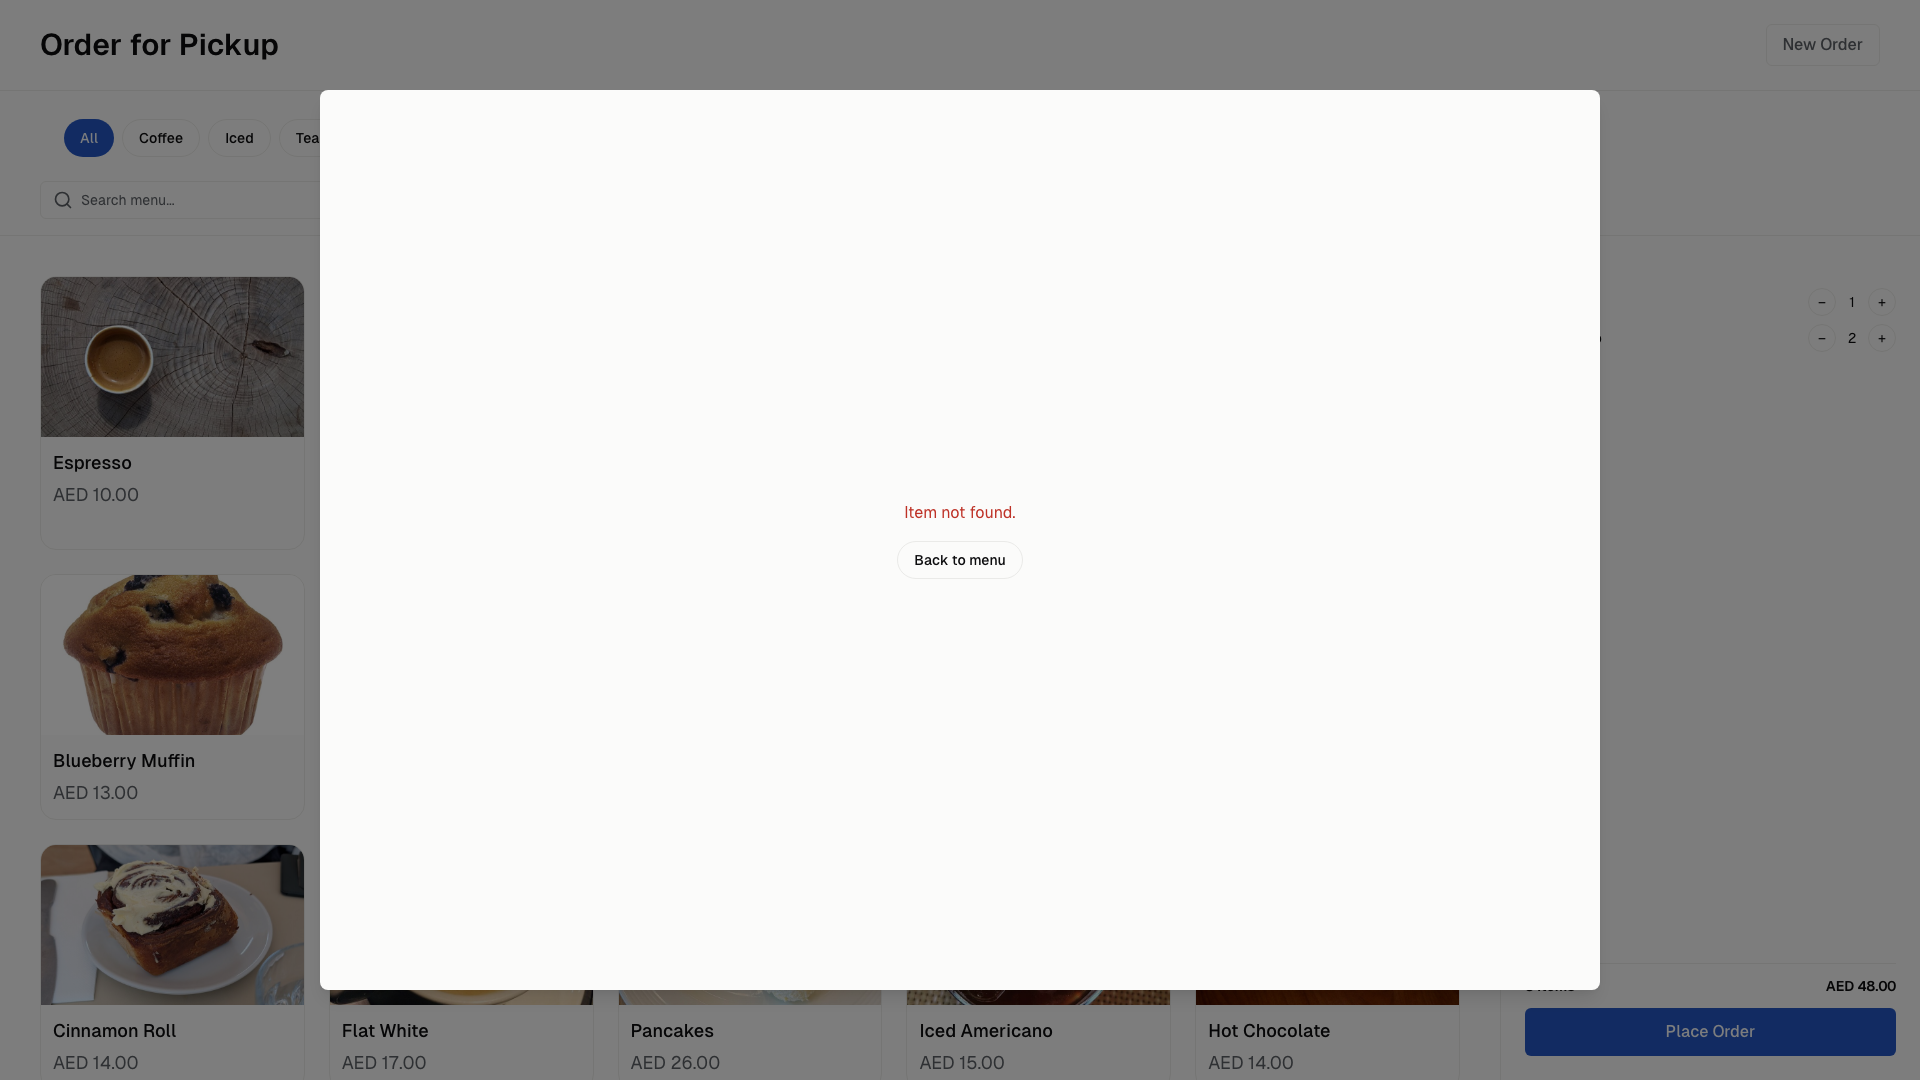 Order for Pickup
New Order
All
Coffee
Iced
Tea
Search menu...
1
2
Espresso
AED 10.00
Item not found.
Back to menu
Blueberry Muffin
AED 13.00
AED 48.00
Place Order
Cinnamon Roll
AED 14.00
Flat White
AED 17.00
Pancakes
AED 26.00
Iced Americano
AED 15.00
Hot Chocolate
AED 14.00